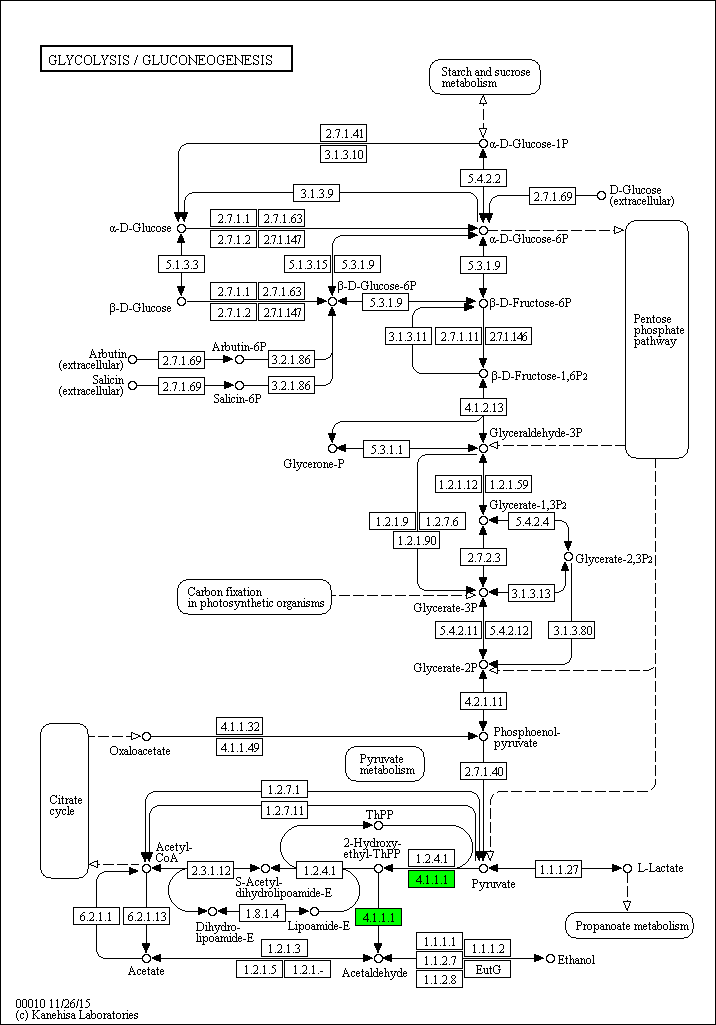 GLYCOLYSIS / GLUCONEOGENESIS
Starch and sucrose
metabolism
2.7.1.41
3.1.3.10
α-D-Glucose-1P
5.4.2.2
3.1.3.9
2.7.1.69
D-Glucose
(extracellular)
α-D-Glucose
2.7.1.1
2.7.1.63
2.7.1.2
2.7.1.147
α-D-Glucose-6P
5.1.3.3
5.1.3.15
5.3.1.9
5.3.1.9
β-D-Glucose-6P
β-D-Glucose
2.7.1.1
2.7.1.63
2.7.1.2
2.7.1.147
5.3.1.9
β-D-Fructose-6P
Pentose
phosphate
pathway
3.1.3.11
2.7.1.11
2.7.1.146
Arbutin
(extracellular)
2.7.1.69
Arbutin-6P
3.2.1.86
β-D-Fructose-1,6P2
Salicin
(extracellular)
2.7.1.69
Salicin-6P
3.2.1.86
4.1.2.13
Glyceraldehyde-3P
Glycerone-P
5.3.1.1
1.2.1.12
1.2.1.59
Glycerate-1,3P2
1.2.1.9
1.2.7.6
1.2.1.90
5.4.2.4
2.7.2.3
Glycerate-2,3P2
Carbon fixation
in photosynthetic organisms
Glycerate-3P
3.1.3.13
5.4.2.11
5.4.2.12
3.1.3.80
Glycerate-2P
4.2.1.11
4.1.1.32
Oxaloacetate
4.1.1.49
Phosphoenol-
pyruvate
Pyruvate
metabolism
2.7.1.40
Citrate
cycle
1.2.7.1
1.2.7.11
ThPP
Acetyl-
CoA
2-Hydroxy-
ethyl-ThPP
2.3.1.12
S-Acetyl-
dihydrolipoamide-E
1.2.4.1
1.2.4.1
4.1.1.1
Pyruvate
1.1.1.27
L-Lactate
6.2.1.1
6.2.1.13
Dihydro-
lipoamide-E
1.8.1.4
Lipoamide-E
4.1.1.1
Propanoate metabolism
Acetate
1.2.1.3
1.2.1.5
1.2.1.-
Acetaldehyde
1.1.1.1
1.1.1.2
1.1.2.7
EutG
1.1.2.8
Ethanol
00010 11/26/15
(c) Kanehisa Laboratories